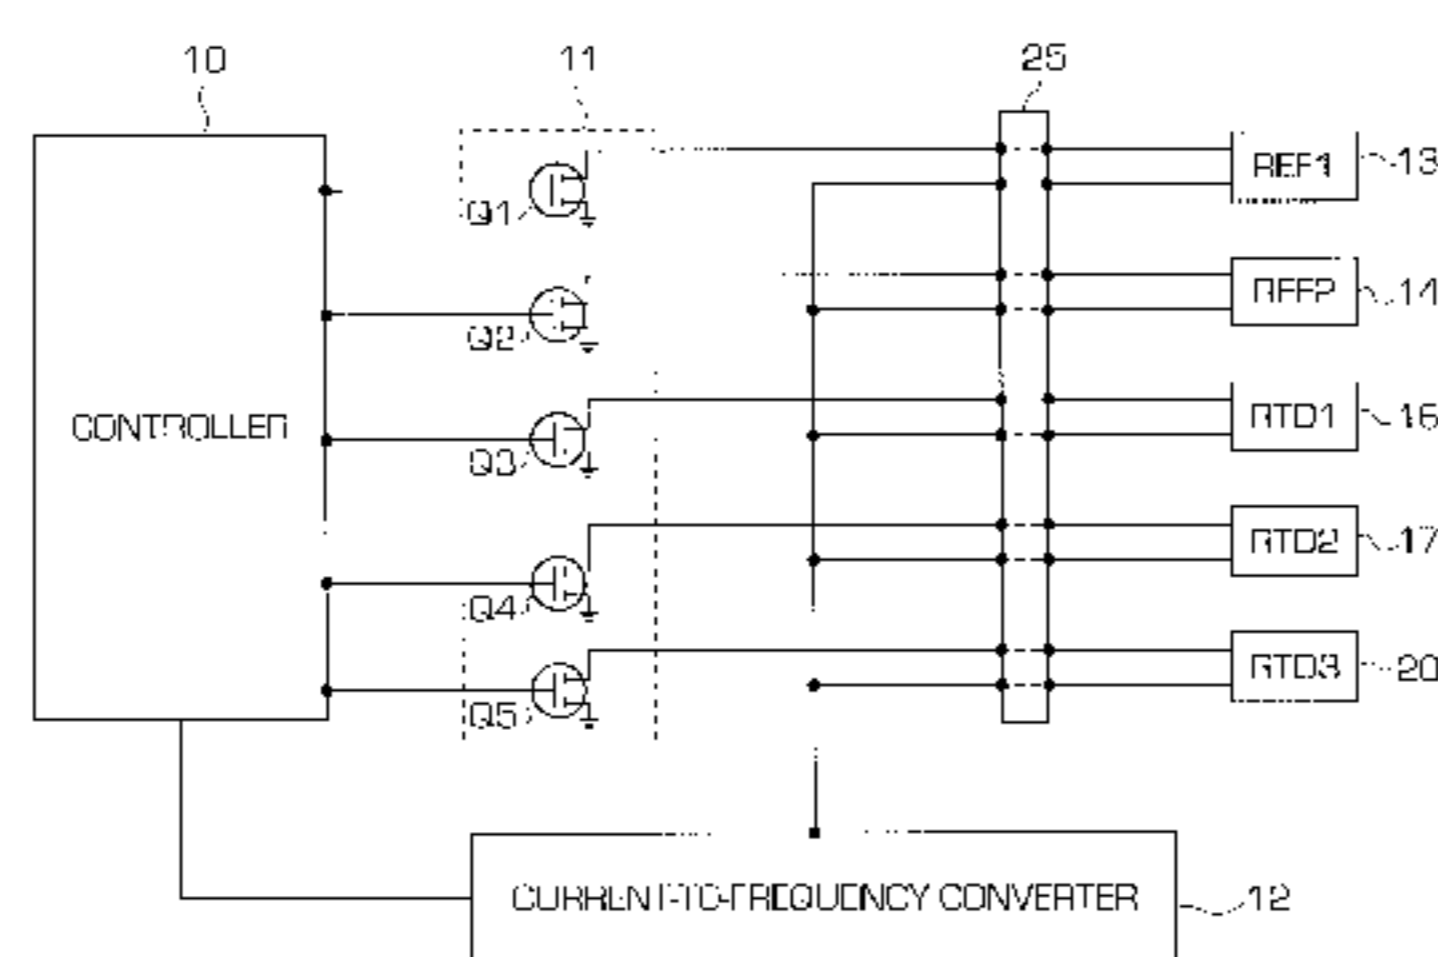 10
11
25
REF1
13
Q1
REF2
14
Q2
CONTROLLER
RTD1
16
Q3
RTD2
17
Q4
RTD3
20
Q5
CURRENT-TO-FREQUENCY CONVERTER
12